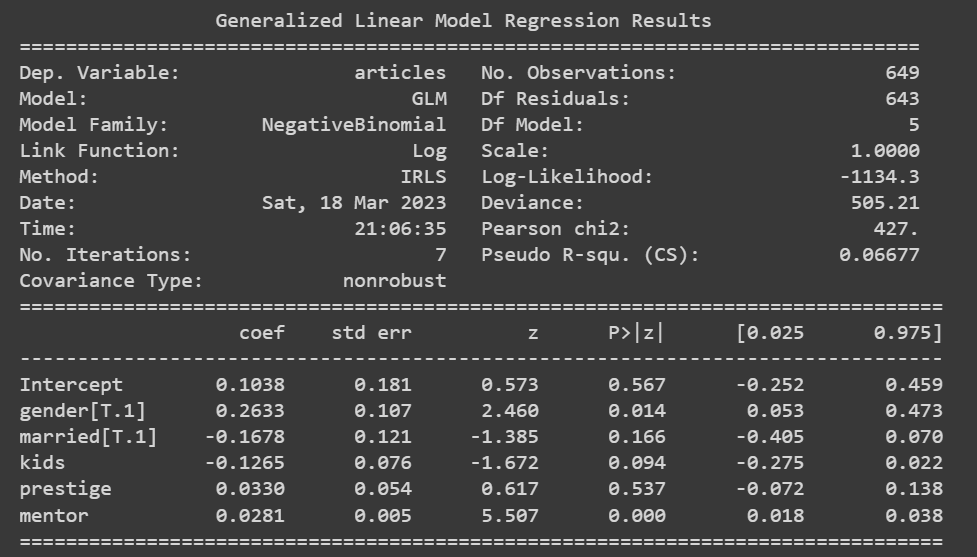 Generalized Linear Model Regression Results
==============================================================================
Dep. Variable: articles No. Observations: 649
Model: GLM Df Residuals: 643
Model Family: NegativeBinomial Df Model: 5
Link Function: Log Scale: 1.0000
Method: IRLS Log-Likelihood: -1134.3
Date: Sat, 18 Mar 2023 Deviance: 505.21
Time: 21:06:35 Pearson chi2: 427.
No. Iterations: 7 Pseudo R-squ. (CS): 0.06677
Covariance Type: nonrobust
================================================================================
coef std err z P>|z| [0.025 0.975]
--------------------------------------------------------------------------------
Intercept 0.1038 0.181 0.573 0.567 -0.252 0.459
gender[T.1] 0.2633 0.107 2.460 0.014 0.053 0.473
married[T.1] -0.1678 0.121 -1.385 0.166 -0.405 0.070
kids -0.1265 0.076 -1.672 0.094 -0.275 0.022
prestige 0.0330 0.054 0.617 0.537 -0.072 0.138
mentor 0.0281 0.005 5.507 0.000 0.018 0.038
================================================================================